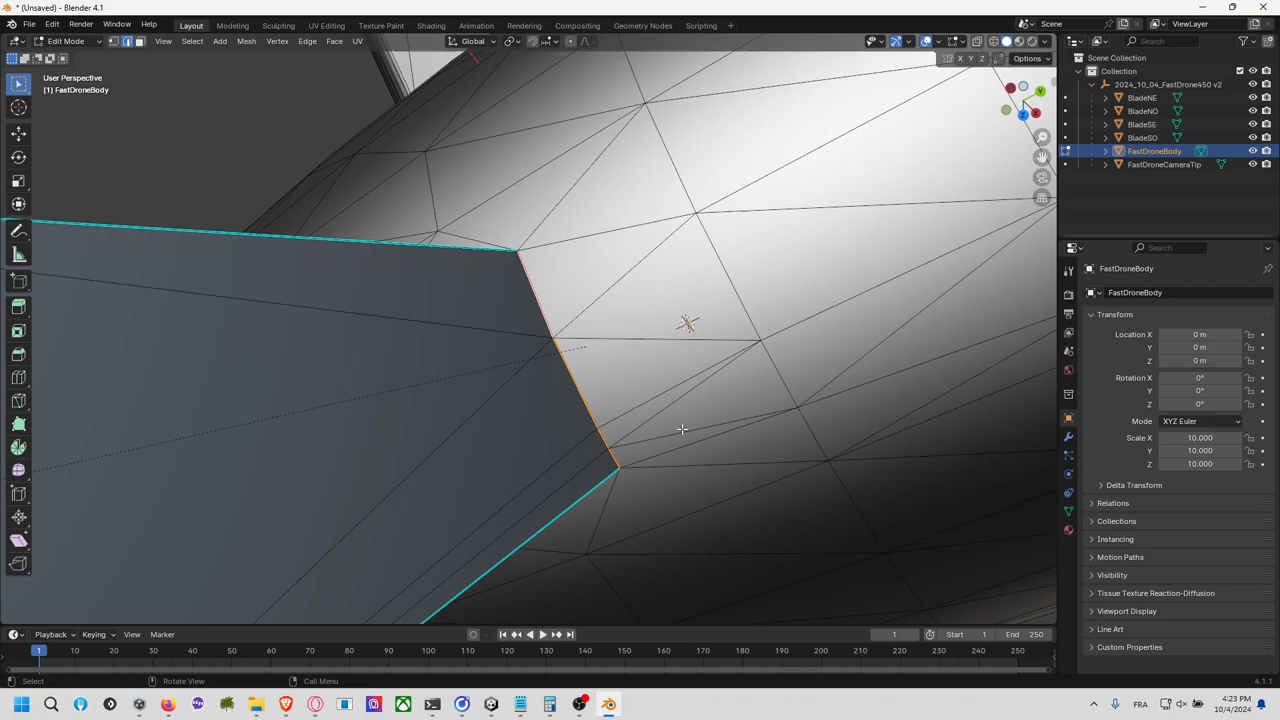 * (Unsaved) - Blender 4.1
File Edit Render Window Help
Layout Modeling Sculpting UV Editing Texture Paint Shading Animation Rendering Compositing Geometry Nodes Scripting +
Scene
ViewLayer
Edit Mode
View Select Add Mesh Vertex Edge Face UV
Global
X Y Z
Options
User Perspective
(1) FastDroneBody
Y
X
Z
Search
Scene Collection
Collection
2024_10_04_FastDrone450 v2
BladeNE
BladeNO
BladeSE
BladeSO
FastDroneBody
FastDroneCameraTip
Search
FastDroneBody
FastDroneBody
Transform
Location X 0 m
Y 0 m
Z 0 m
Rotation X 0°
Y 0°
Z 0°
Mode XYZ Euler
Scale X 10.000
Y 10.000
Z 10.000
Delta Transform
Relations
Collections
Instancing
Motion Paths
Visibility
Tissue Texture Reaction-Diffusion
Viewport Display
Line Art
Custom Properties
Playback Keying View Marker
1 Start 1 End 250
1 10 20 30 40 50 60 70 80 90 100 110 120 130 140 150 160 170 180 190 200 210 220 230 240 250
Select Rotate View Call Menu 4.1.1
FRA
4:23 PM
10/4/2024